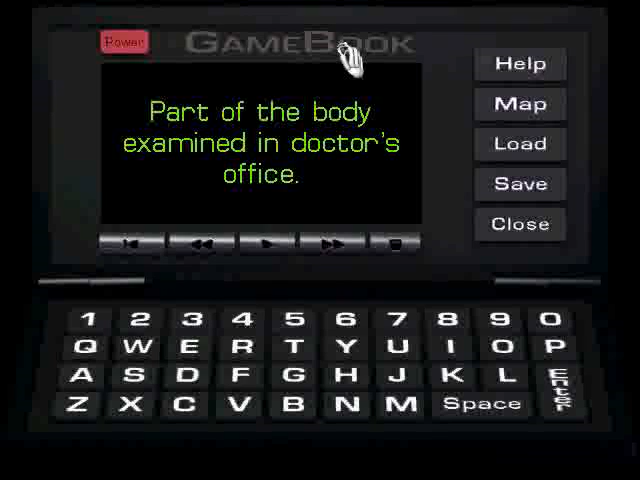 Power
GAMEBOOK
Help
Part of the body
Map
examined in doctor's
Load
office.
Save
Close
1 2 3 4 5 6 7 8 9 0
Q W E R T Y U I O P
A S D F G H J K L Enter
Z X C V B N M Space